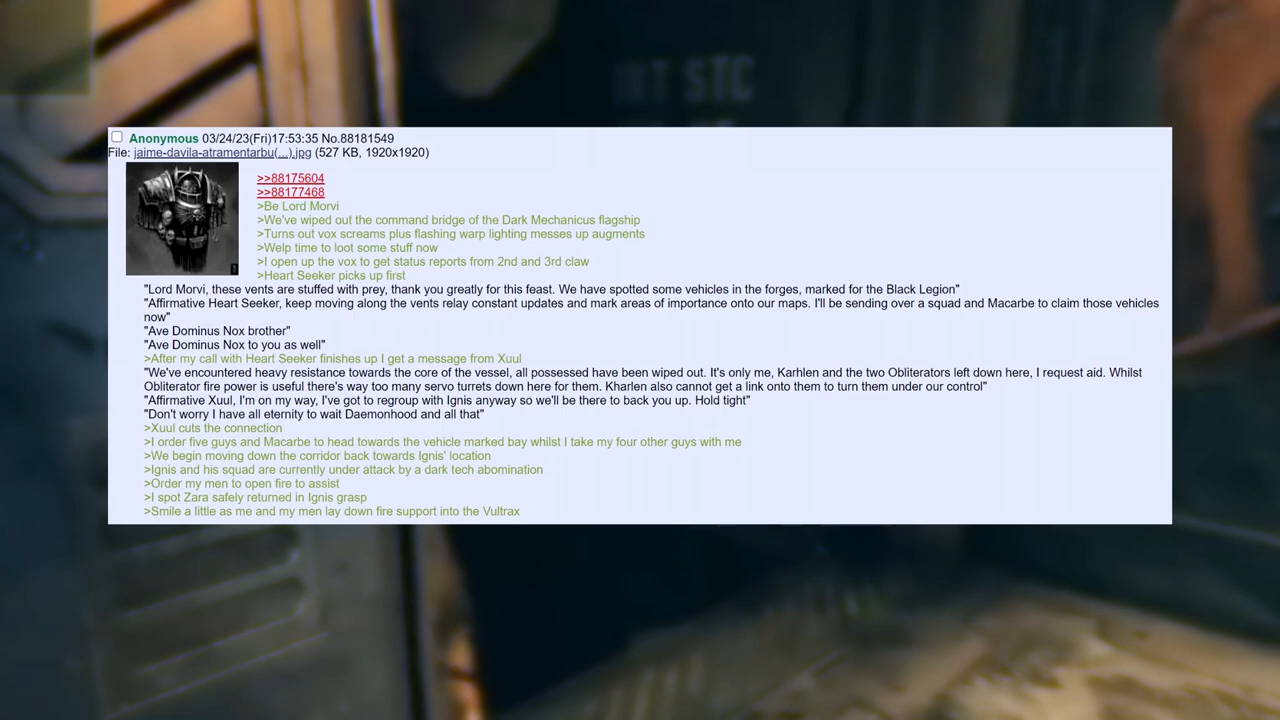 INT STC
Anonymous 03/24/23(Fri)17:53:35 No.88181549
File: jaime-davila-atramentarbu(...).jpg (527 KB, 1920x1920)
>>88175604
>>88177468
>Be Lord Morvi
>We've wiped out the command bridge of the Dark Mechanicus flagship
>Turns out vox screams plus flashing warp lighting messes up augments
>Welp time to loot some stuff now
>I open up the vox to get status reports from 2nd and 3rd claw
>Heart Seeker picks up first
"Lord Morvi, these vents are stuffed with prey, thank you greatly for this feast. We have spotted some vehicles in the forges, marked for the Black Legion"
"Affirmative Heart Seeker, keep moving along the vents relay constant updates and mark areas of importance onto our maps. I'll be sending over a squad and Macarbe to claim those vehicles
now"
"Ave Dominus Nox brother"
"Ave Dominus Nox to you as well"
>After my call with Heart Seeker finishes up I get a message from Xuul
"We've encountered heavy resistance towards the core of the vessel, all possessed have been wiped out. It's only me, Karhlen and the two Obliterators left down here, I request aid. Whilst
Obliterator fire power is useful there's way too many servo turrets down here for them. Kharlen also cannot get a link onto them to turn them under our control"
"Affirmative Xuul, I'm on my way, I've got to regroup with Ignis anyway so we'll be there to back you up. Hold tight"
"Don't worry I have all eternity to wait Daemonhood and all that"
>Xuul cuts the connection
>I order five guys and Macarbe to head towards the vehicle marked bay whilst I take my four other guys with me
>We begin moving down the corridor back towards Ignis' location
>Ignis and his squad are currently under attack by a dark tech abomination
>Order my men to open fire to assist
>I spot Zara safely returned in Ignis grasp
>Smile a little as me and my men lay down fire support into the Vultrax